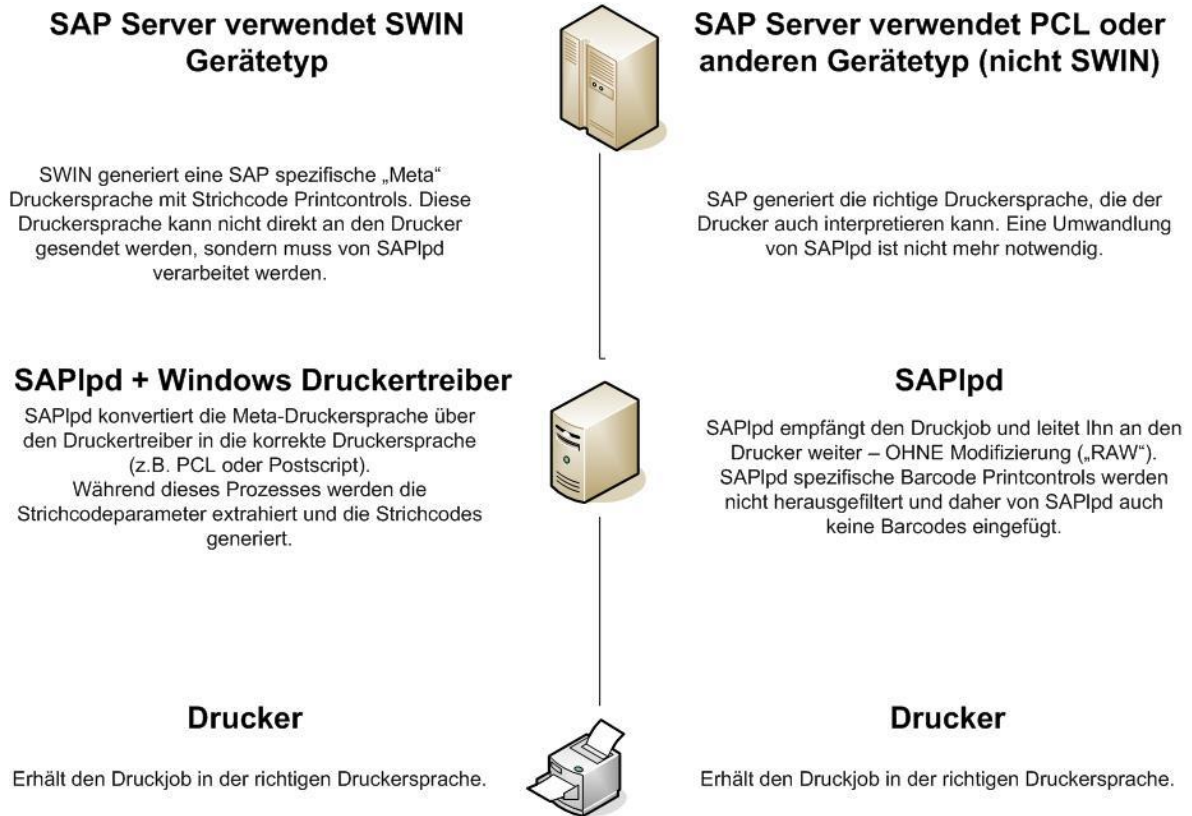 SAP Server verwendet SWIN
Gerätetyp
SWIN generiert eine SAP spezifische „Meta“
Druckersprache mit Strichcode Printcontrols. Diese
Druckersprache kann nicht direkt an den Drucker
gesendet werden, sondern muss von SAPlpd
verarbeitet werden.
SAP Server verwendet PCL oder
anderen Gerätetyp (nicht SWIN)
SAP generiert die richtige Druckersprache, die der
Drucker auch interpretieren kann. Eine Umwandlung
von SAPlpd ist nicht mehr notwendig.
SAPlpd + Windows Druckertreiber
SAPlpd konvertiert die Meta-Druckersprache über
den Druckertreiber in die korrekte Druckersprache
(z.B. PCL oder Postscript).
Während dieses Prozesses werden die
Strichcodeparameter extrahiert und die Strichcodes
generiert.
SAPlpd
SAPlpd empfängt den Druckjob und leitet Ihn an den
Drucker weiter – OHNE Modifizierung („RAW“).
SAPlpd spezifische Barcode Printcontrols werden
nicht herausgefiltert und daher von SAPlpd auch
keine Barcodes eingefügt.
Drucker
Erhält den Druckjob in der richtigen Druckersprache.
Drucker
Erhält den Druckjob in der richtigen Druckersprache.